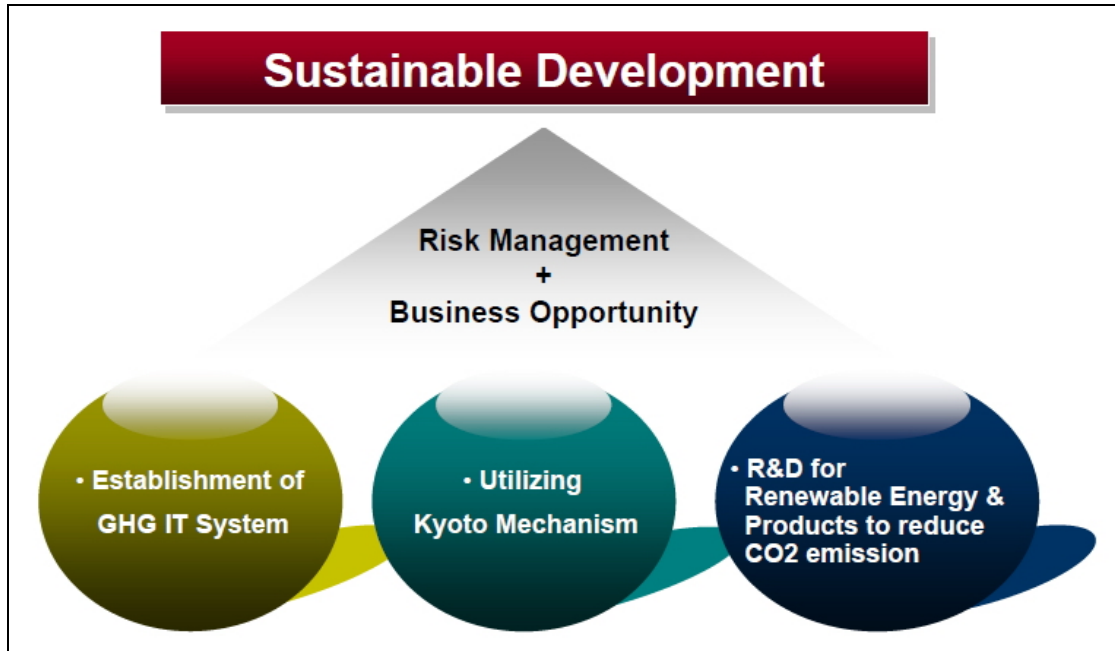 Sustainable Development
Risk Management
+
Business Opportunity
• Establishment of
GHG IT System
• Utilizing
Kyoto Mechanism
• R&D for
Renewable Energy &
Products to reduce
CO2 emission